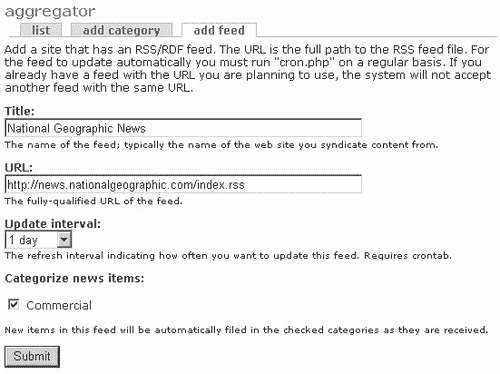 aggregator
list add category add feed
Add a site that has an RSS/RDF feed. The URL is the full path to the RSS feed file. For
the feed to update automatically you must run "cron.php" on a regular basis. If you
already have a feed with the URL you are planning to use, the system will not accept
another feed with the same URL.
Title:
National Geographic News
The name of the feed; typically the name of the web site you syndicate content from.
URL:
http://news.nationalgeographic.com/index.rss
The fully-qualified URL of the feed.
Update interval:
1 day
The refresh interval indicating how often you want to update this feed. Requires crontab.
Categorize news items:
Commercial
New items in this feed will be automatically filed in the checked categories as they are received.
Submit